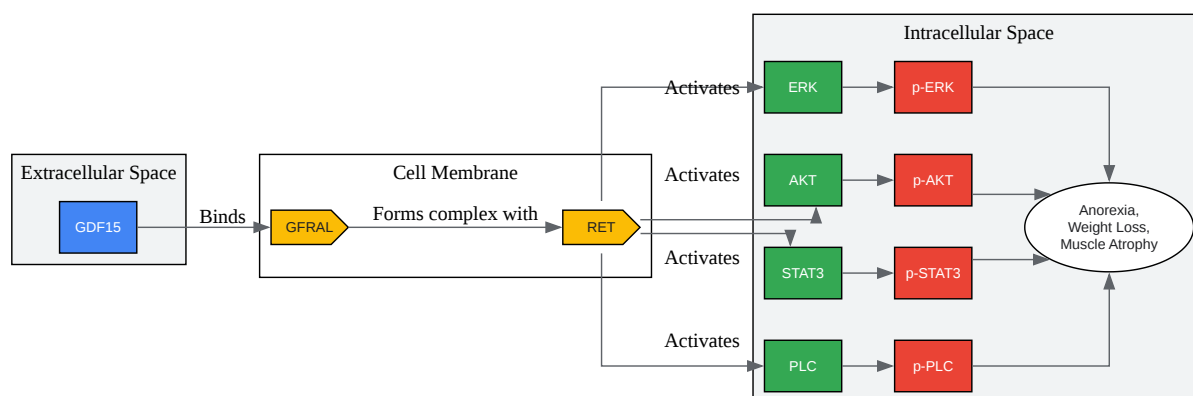 Intracellular Space
Activates
ERK
p-ERK
Extracellular Space
Cell Membrane
Activates
AKT
p-AKT
GDF15
Binds
GFRAL
Forms complex with
RET
Anorexia,
Weight Loss,
Muscle Atrophy
Activates
STAT3
p-STAT3
Activates
PLC
p-PLC